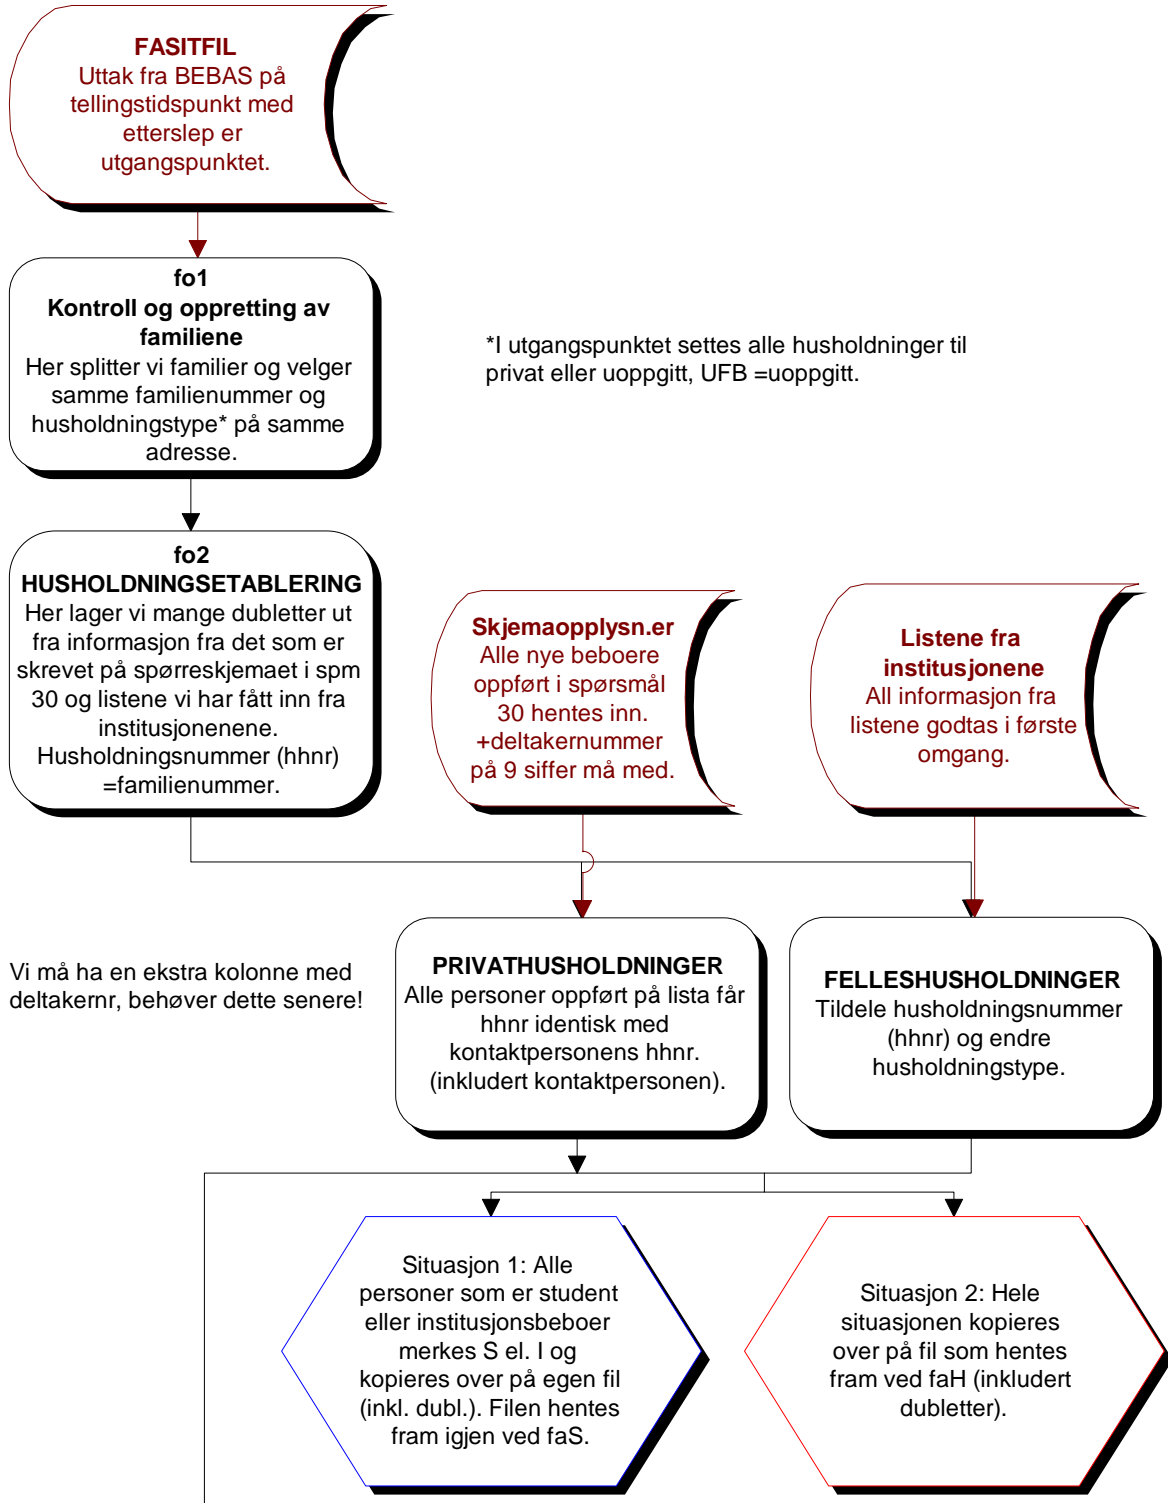 FASITFIL
Uttak fra BEBAS på
tellingstidspunkt med
etterslep er
utgangspunktet.
fo1
Kontroll og oppretting av
familiene
Her splitter vi familier og velger
samme familienummer og
husholdningstype* på samme
adresse.
*I utgangspunktet settes alle husholdninger til
privat eller uoppgitt, UFB =uoppgitt.
fo2
HUSHOLDNINGSETABLERING
Her lager vi mange dubletter ut
fra informasjon fra det som er
skrevet på spørreskjemaet i spm
30 og listene vi har fått inn fra
institusjonenene.
Husholdningsnummer (hhnr)
=familienummer.
Skjemaopplysn.er
Alle nye beboere
oppført i spørsmål
30 hentes inn.
+deltakernummer
på 9 siffer må med.
Listene fra
institusjonene
All informasjon fra
listene godtas i første
omgang.
Vi må ha en ekstra kolonne med
deltakernr, behøver dette senere!
PRIVATHUSHOLDNINGER
Alle personer oppført på lista får
hhnr identisk med
kontaktpersonens hhnr.
(inkludert kontaktpersonen).
FELLESHUSHOLDNINGER
Tildele husholdningsnummer
(hhnr) og endre
husholdningstype.
Situasjon 1: Alle
personer som er student
eller institusjonsbeboer
merkes S el. I og
kopieres over på egen fil
(inkl. dubl.). Filen hentes
fram igjen ved faS.
Situasjon 2: Hele
situasjonen kopieres
over på fil som hentes
fram ved faH (inkludert
dubletter).